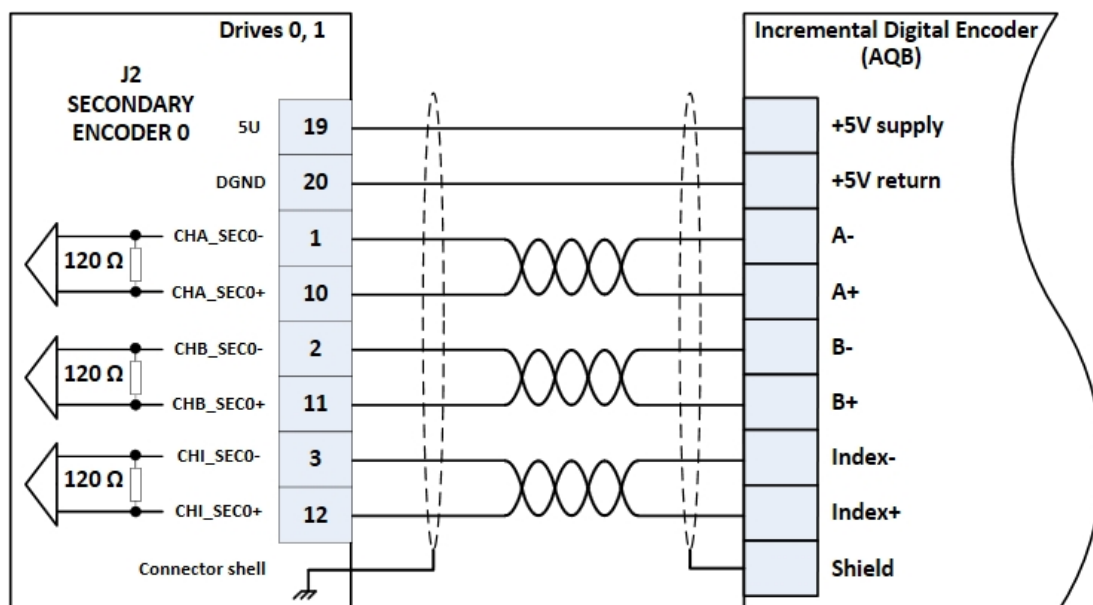 Drives 0, 1
J2
SECONDARY
ENCODER 0
5U
19
DGND
20
CHA_SEC0-
1
120 Ω
CHA_SEC0+
10
CHB_SEC0-
2
120 Ω
CHB_SEC0+
11
CHI_SEC0-
3
120 Ω
CHI_SEC0+
12
Connector shell
Incremental Digital Encoder
(AQB)
+5V supply
+5V return
A-
A+
B-
B+
Index-
Index+
Shield